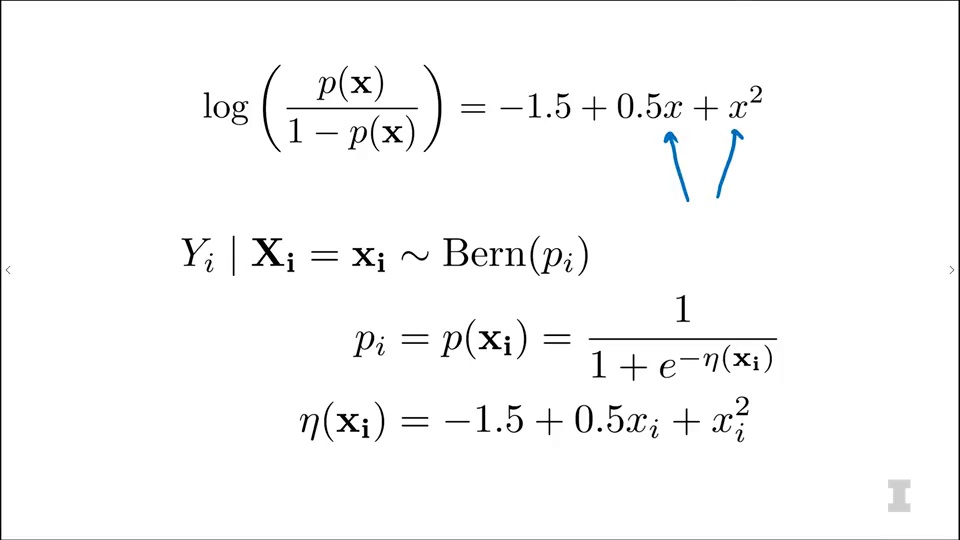 log ( p(𝐱) / (1 − p(𝐱)) ) = −1.5 + 0.5x + x²
Yᵢ | 𝐗ᵢ = 𝐱ᵢ ∼ Bern(pᵢ)
pᵢ = p(𝐱ᵢ) = 1 / (1 + e^(−η(𝐱ᵢ)))
η(𝐱ᵢ) = −1.5 + 0.5xᵢ + xᵢ²
I